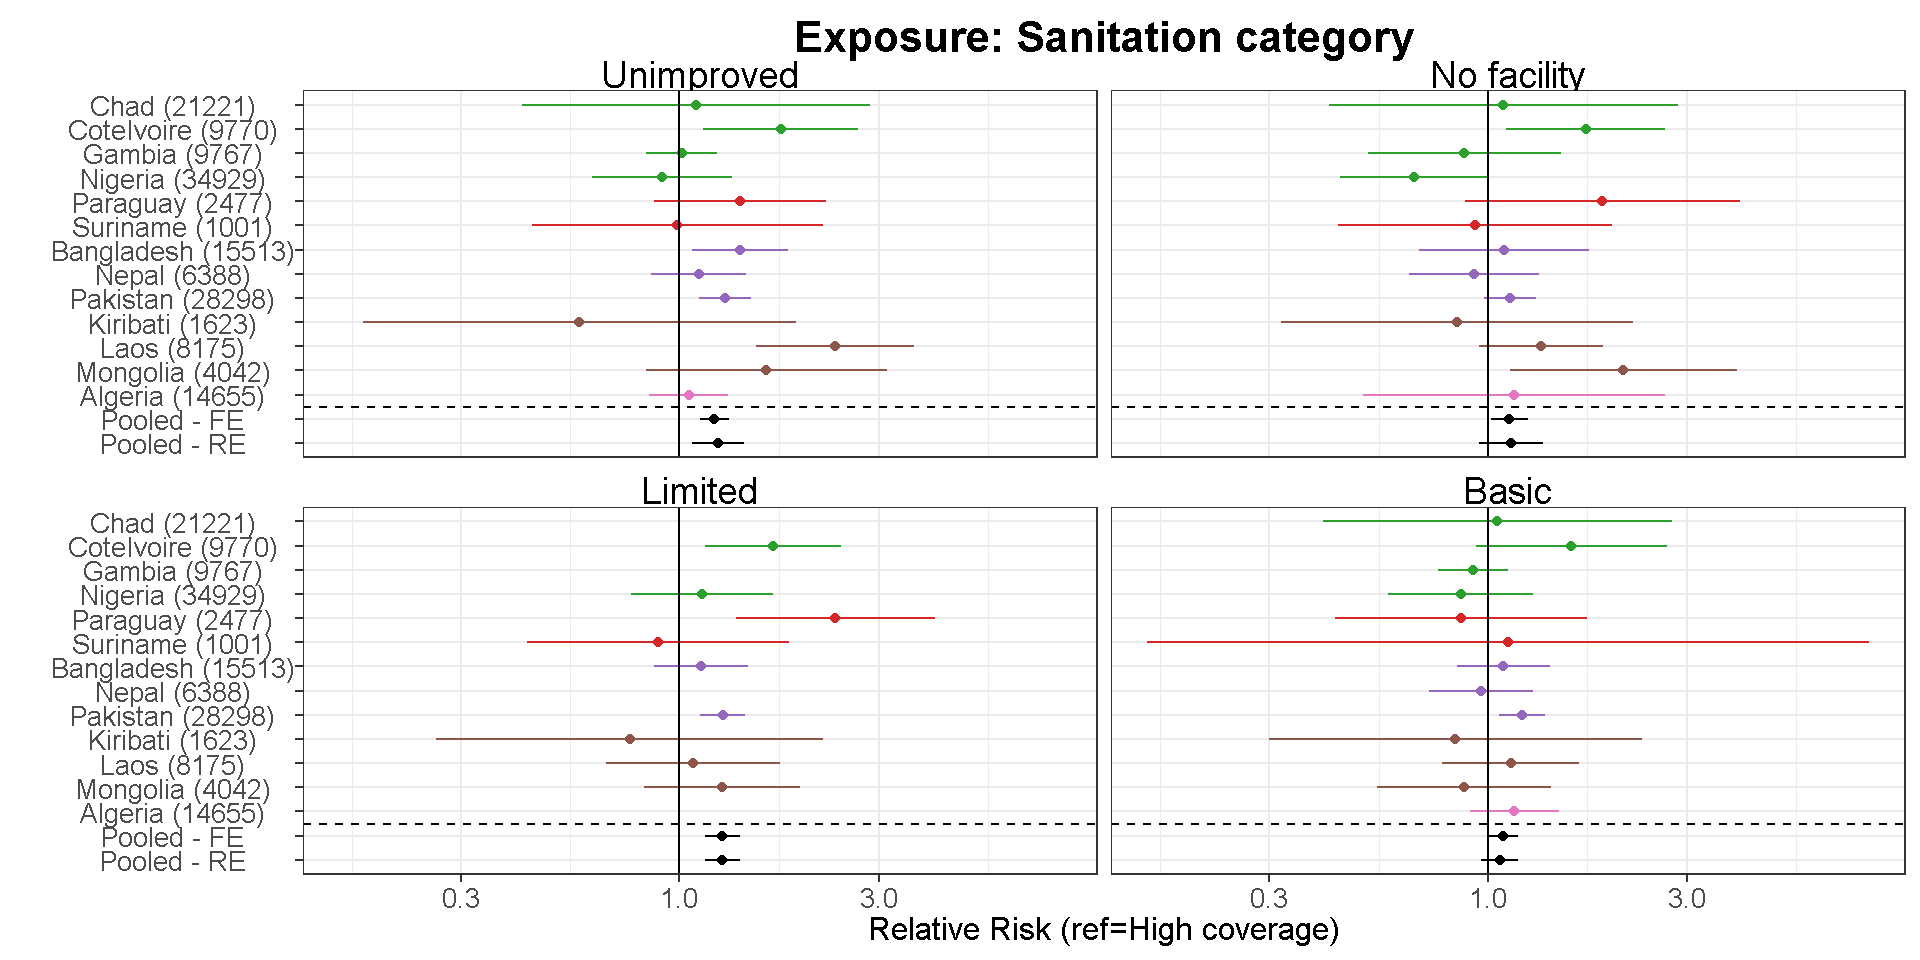 Exposure: Sanitation category
Unimproved
No facility
Chad (21221)
Cotelvoire (9770)
Gambia (9767)
Nigeria (34929)
Paraguay (2477)
Suriname (1001)
Bangladesh (15513)
Nepal (6388)
Pakistan (28298)
Kiribati (1623)
Laos (8175)
Mongolia (4042)
Algeria (14655)
Pooled - FE
Pooled - RE
Limited
Basic
Chad (21221)
Cotelvoire (9770)
Gambia (9767)
Nigeria (34929)
Paraguay (2477)
Suriname (1001)
Bangladesh (15513)
Nepal (6388)
Pakistan (28298)
Kiribati (1623)
Laos (8175)
Mongolia (4042)
Algeria (14655)
Pooled - FE
Pooled - RE
0.3 1.0 3.0 0.3 1.0 3.0
Relative Risk (ref=High coverage)